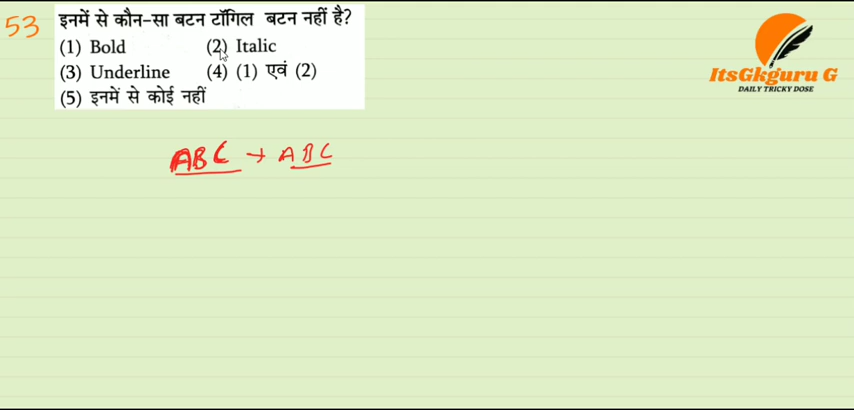 53 इनमें से कौन-सा बटन टॉगिल बटन नहीं है?
(1) Bold (2) Italic
(3) Underline (4) (1) एवं (2)
(5) इनमें से कोई नहीं
ABC → ABC
ItsGkguru G
DAILY TRICKY DOSE